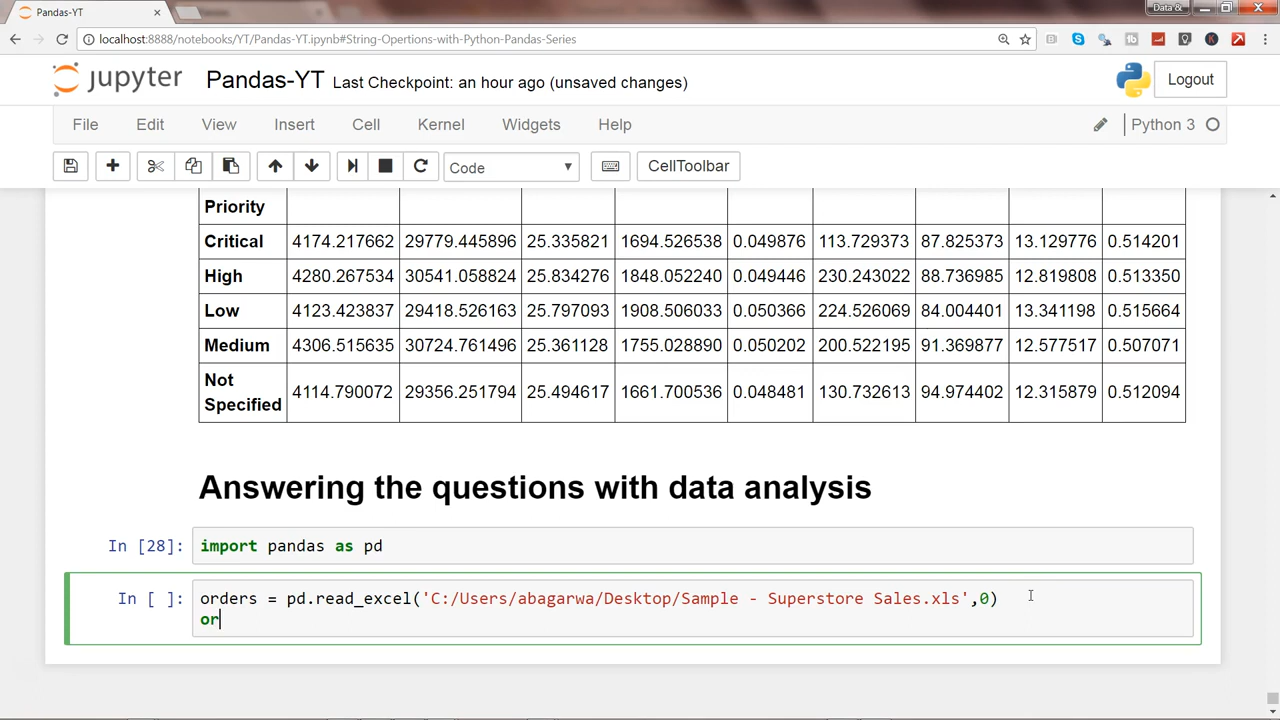 Pandas-YT
Data &
localhost:8888/notebooks/YT/Pandas-YT.ipynb#String-Opertions-with-Python-Pandas-Series
jupyter Pandas-YT Last Checkpoint: an hour ago (unsaved changes)
Logout
File Edit View Insert Cell Kernel Widgets Help
Python 3
Code CellToolbar
Priority
Critical 4174.217662 29779.445896 25.335821 1694.526538 0.049876 113.729373 87.825373 13.129776 0.514201
High 4280.267534 30541.058824 25.834276 1848.052240 0.049446 230.243022 88.736985 12.819808 0.513350
Low 4123.423837 29418.526163 25.797093 1908.506033 0.050366 224.526069 84.004401 13.341198 0.515664
Medium 4306.515635 30724.761496 25.361128 1755.028890 0.050202 200.522195 91.369877 12.577517 0.507071
Not
Specified 4114.790072 29356.251794 25.494617 1661.700536 0.048481 130.732613 94.974402 12.315879 0.512094
Answering the questions with data analysis
In [28]: import pandas as pd
In [ ]: orders = pd.read_excel('C:/Users/abagarwa/Desktop/Sample - Superstore Sales.xls',0)
or